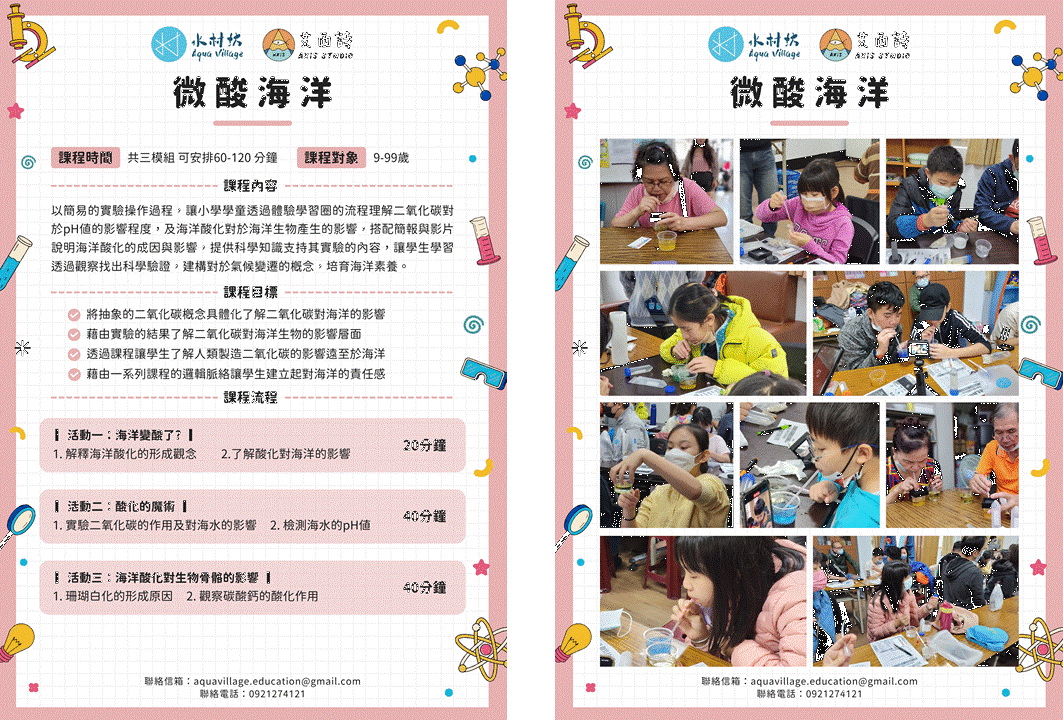 水村坊
Aqua Village
艾西詩
AXIS STUDIO
AXIS
微酸海洋
課程時間 共三模組 可安排60-120 分鐘 課程對象 9-99歲
課程內容
以簡易的實驗操作過程，讓小學學童透過體驗學習圈的流程理解二氧化碳對
於pH值的影響程度，及海洋酸化對於海洋生物產生的影響，搭配簡報與影片
說明海洋酸化的成因與影響，提供科學知識支持其實驗的內容，讓學生學習
透過觀察找出科學驗證，建構對於氣候變遷的概念，培育海洋素養。
課程目標
將抽象的二氧化碳概念具體化了解二氧化碳對海洋的影響
藉由實驗的結果了解二氧化碳對海洋生物的影響層面
透過課程讓學生了解人類製造二氧化碳的影響遠至於海洋
藉由一系列課程的邏輯脈絡讓學生建立起對海洋的責任感
課程流程
【 活動一：海洋變酸了？】
1. 解釋海洋酸化的形成觀念 2.了解酸化對海洋的影響
20分鐘
【 活動二：酸化的魔術 】
1. 實驗二氧化碳的作用及對海水的影響 2. 檢測海水的pH值
40分鐘
【 活動三：海洋酸化對生物骨骼的影響 】
1. 珊瑚白化的形成原因 2. 觀察碳酸鈣的酸化作用
40分鐘
聯絡信箱：aquavillage.education@gmail.com
聯絡電話：0921274121
水村坊
Aqua Village
艾西詩
AXIS STUDIO
AXIS
微酸海洋
聯絡信箱：aquavillage.education@gmail.com
聯絡電話：0921274121